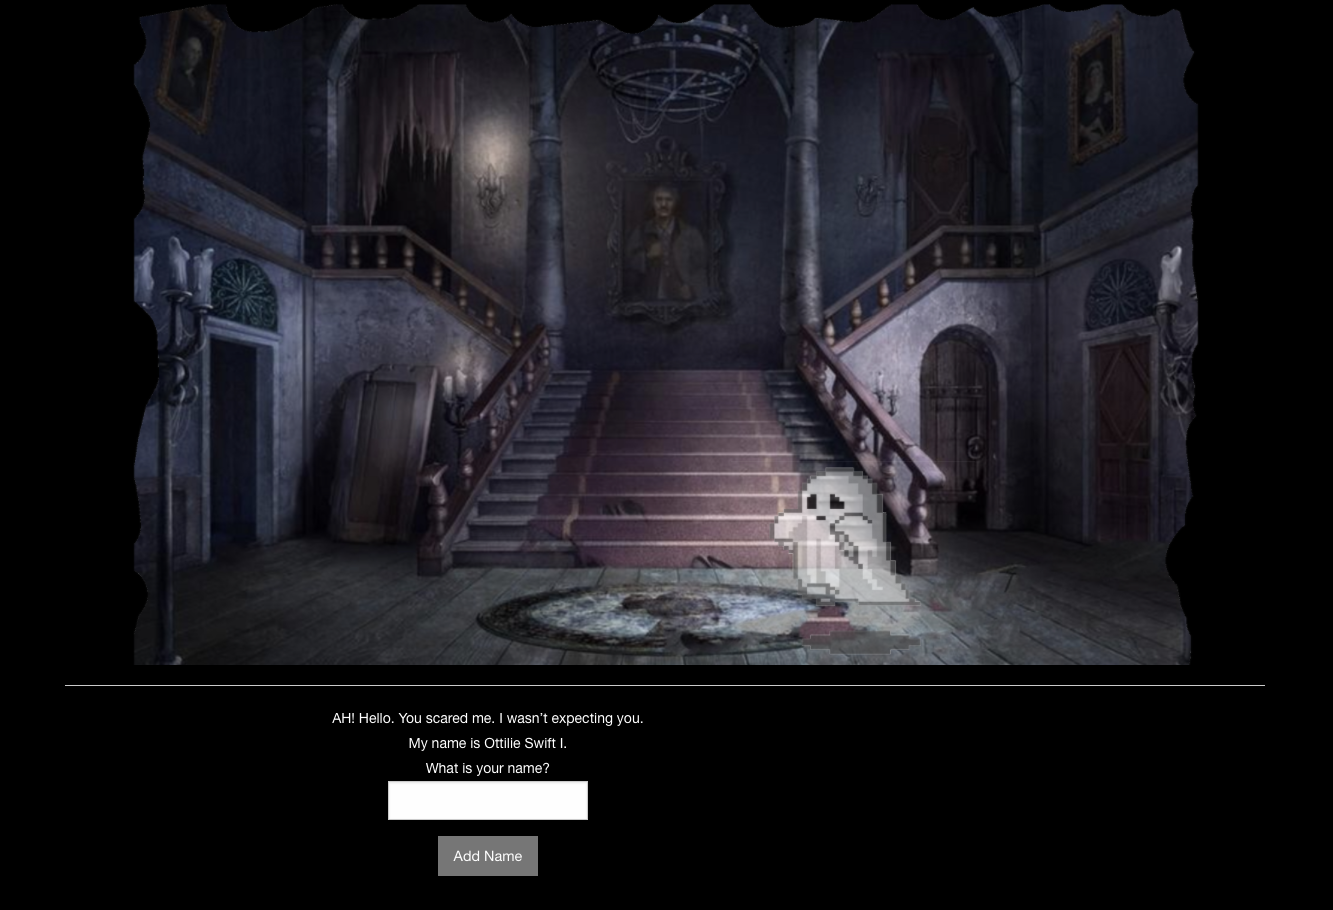 AH! Hello. You scared me. I wasn’t expecting you.
My name is Ottilie Swift I.
What is your name?
Add Name